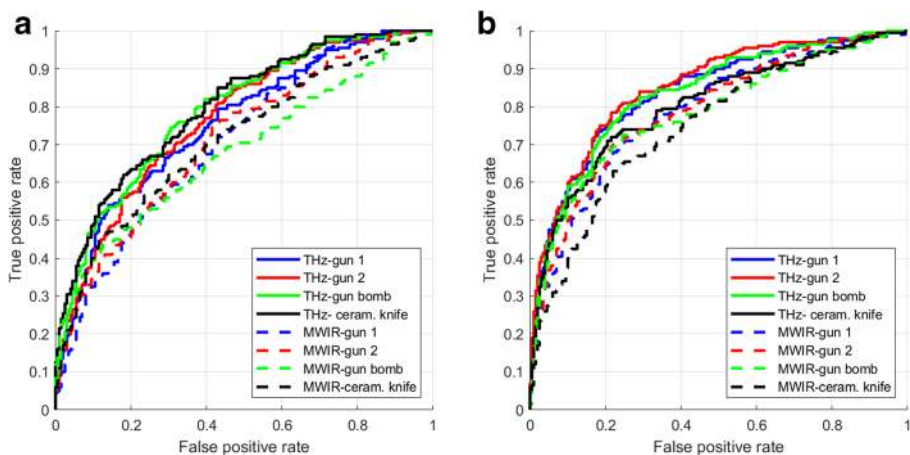 a
1
0.9
0.8
0.7
0.6
0.5
0.4
0.3
0.2
0.1
0
True positive rate
THz-gun 1
THz-gun 2
THz-gun bomb
THz- ceram. knife
MWIR-gun 1
MWIR-gun 2
MWIR-gun bomb
MWIR-ceram. knife
0 0.2 0.4 0.6 0.8 1
False positive rate
b
1
0.9
0.8
0.7
0.6
0.5
0.4
0.3
0.2
0.1
0
True positive rate
THz-gun 1
THz-gun 2
THz-gun bomb
THz- ceram. knife
MWIR-gun 1
MWIR-gun 2
MWIR-gun bomb
MWIR-ceram. knife
0 0.2 0.4 0.6 0.8 1
False positive rate